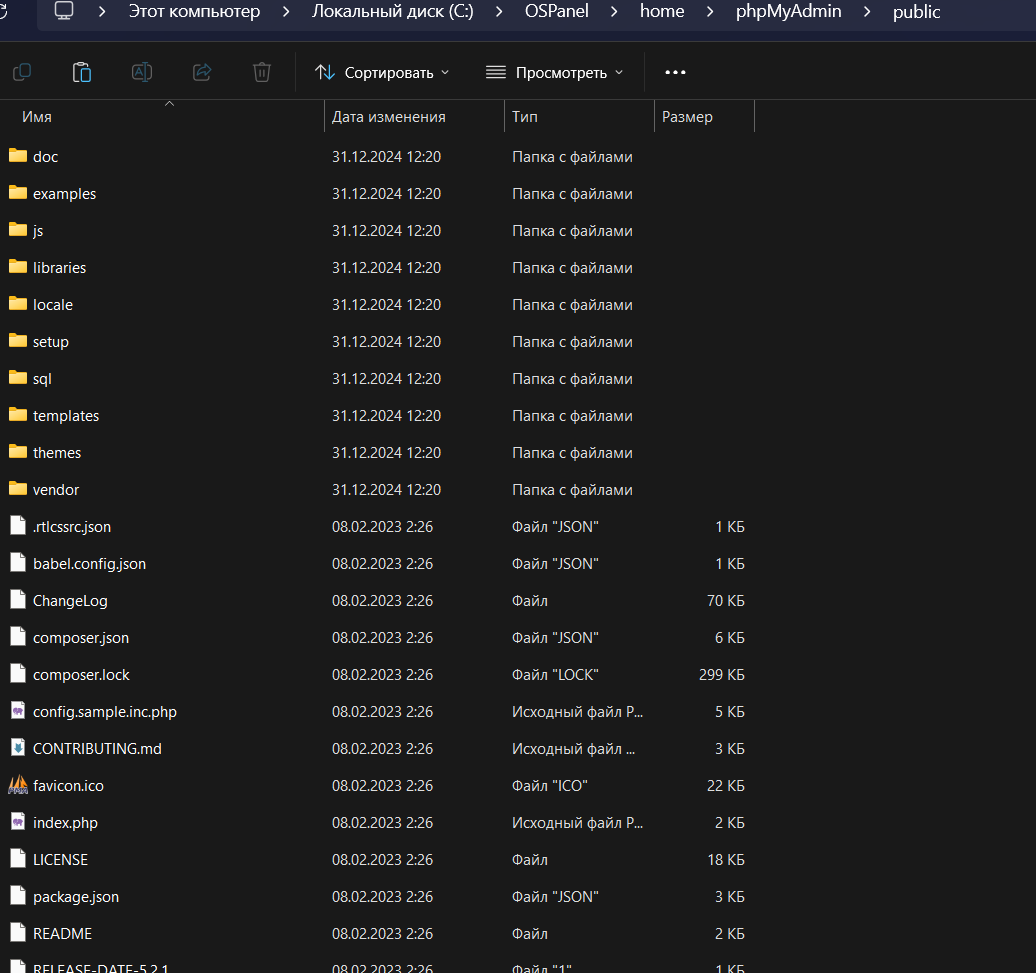 Этот компьютер > Локальный диск (C:) > OSPanel > home > phpMyAdmin > public
Сортировать Просмотреть
Имя Дата изменения Тип Размер
doc 31.12.2024 12:20 Папка с файлами
examples 31.12.2024 12:20 Папка с файлами
js 31.12.2024 12:20 Папка с файлами
libraries 31.12.2024 12:20 Папка с файлами
locale 31.12.2024 12:20 Папка с файлами
setup 31.12.2024 12:20 Папка с файлами
sql 31.12.2024 12:20 Папка с файлами
templates 31.12.2024 12:20 Папка с файлами
themes 31.12.2024 12:20 Папка с файлами
vendor 31.12.2024 12:20 Папка с файлами
.rtlcssrc.json 08.02.2023 2:26 Файл "JSON" 1 КБ
babel.config.json 08.02.2023 2:26 Файл "JSON" 1 КБ
ChangeLog 08.02.2023 2:26 Файл 70 КБ
composer.json 08.02.2023 2:26 Файл "JSON" 6 КБ
composer.lock 08.02.2023 2:26 Файл "LOCK" 299 КБ
config.sample.inc.php 08.02.2023 2:26 Исходный файл P... 5 КБ
CONTRIBUTING.md 08.02.2023 2:26 Исходный файл ... 3 КБ
favicon.ico 08.02.2023 2:26 Файл "ICO" 22 КБ
index.php 08.02.2023 2:26 Исходный файл P... 2 КБ
LICENSE 08.02.2023 2:26 Файл 18 КБ
package.json 08.02.2023 2:26 Файл "JSON" 3 КБ
README 08.02.2023 2:26 Файл 2 КБ
RELEASE-DATE-5.2.1 08.02.2023 2:26 Файл "1" 1 КБ